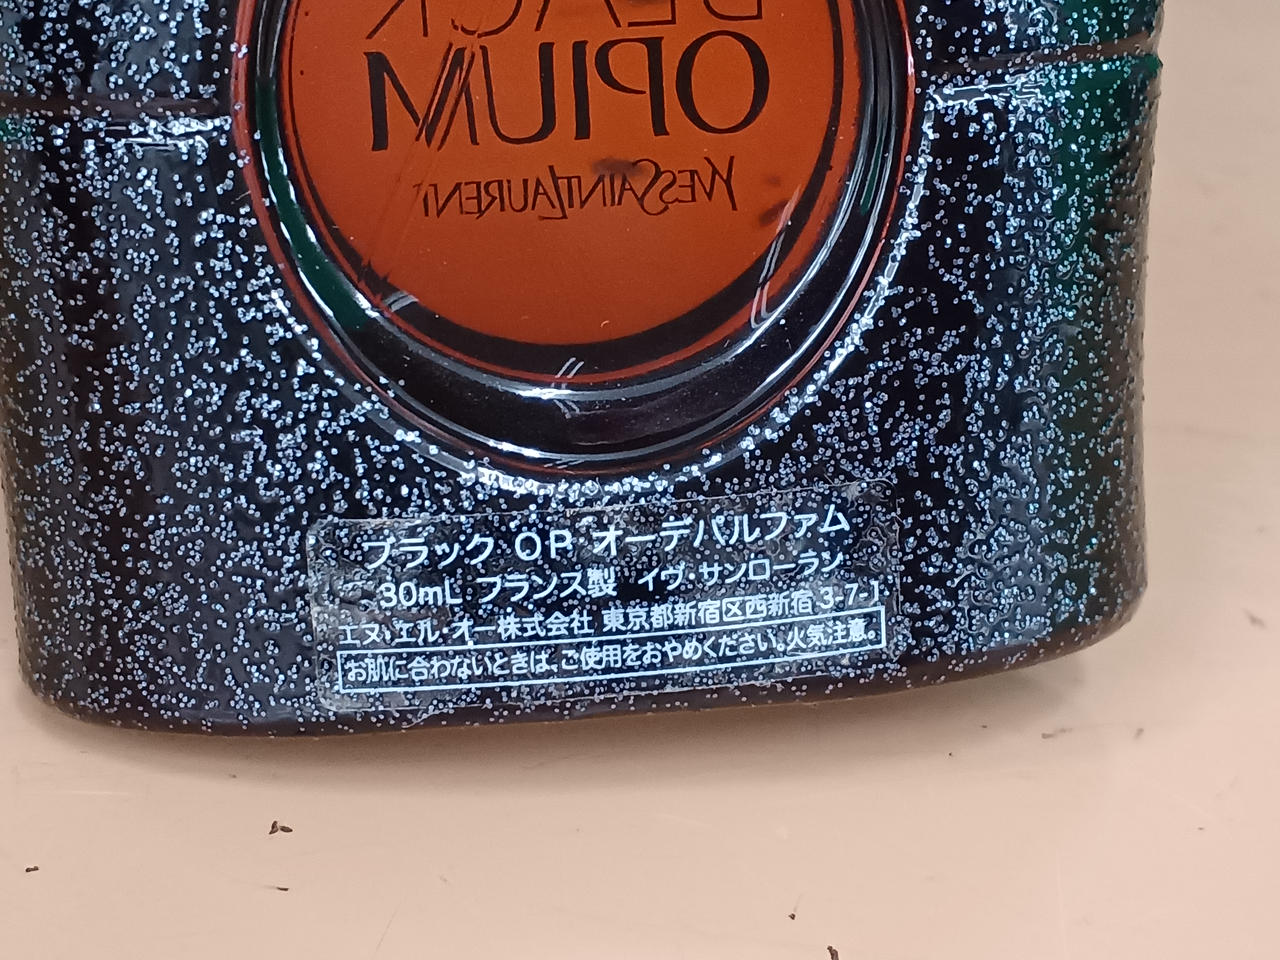 BLACK
OPIUM
YVESSAINTLAURENT
ブラック OP オーデパルファム
30mL フランス製 イヴ・サンローラン
エヌ・エル・オー株式会社 東京都新宿区西新宿 3-7-1
お肌に合わないときは、ご使用をおやめください。火気注意。